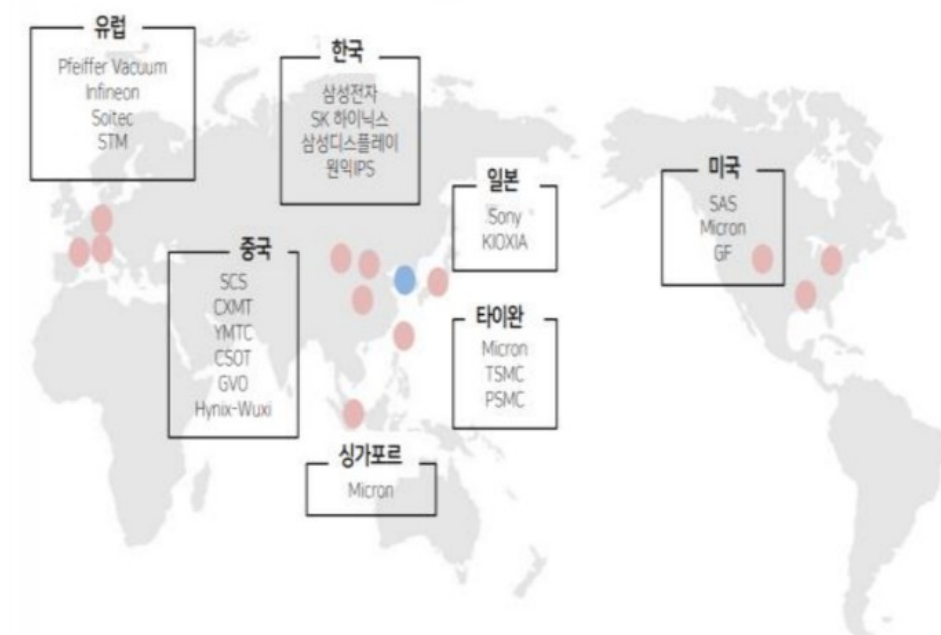 유럽
Pfeiffer Vacuum
Infineon
Soitec
STM
한국
삼성전자
SK 하이닉스
삼성디스플레이
원익IPS
일본
Sony
KIOXIA
미국
SAS
Micron
GF
중국
SCS
CXMT
YMTC
CSOT
GVO
Hynix-Wuxi
타이완
Micron
TSMC
PSMC
싱가포르
Micron